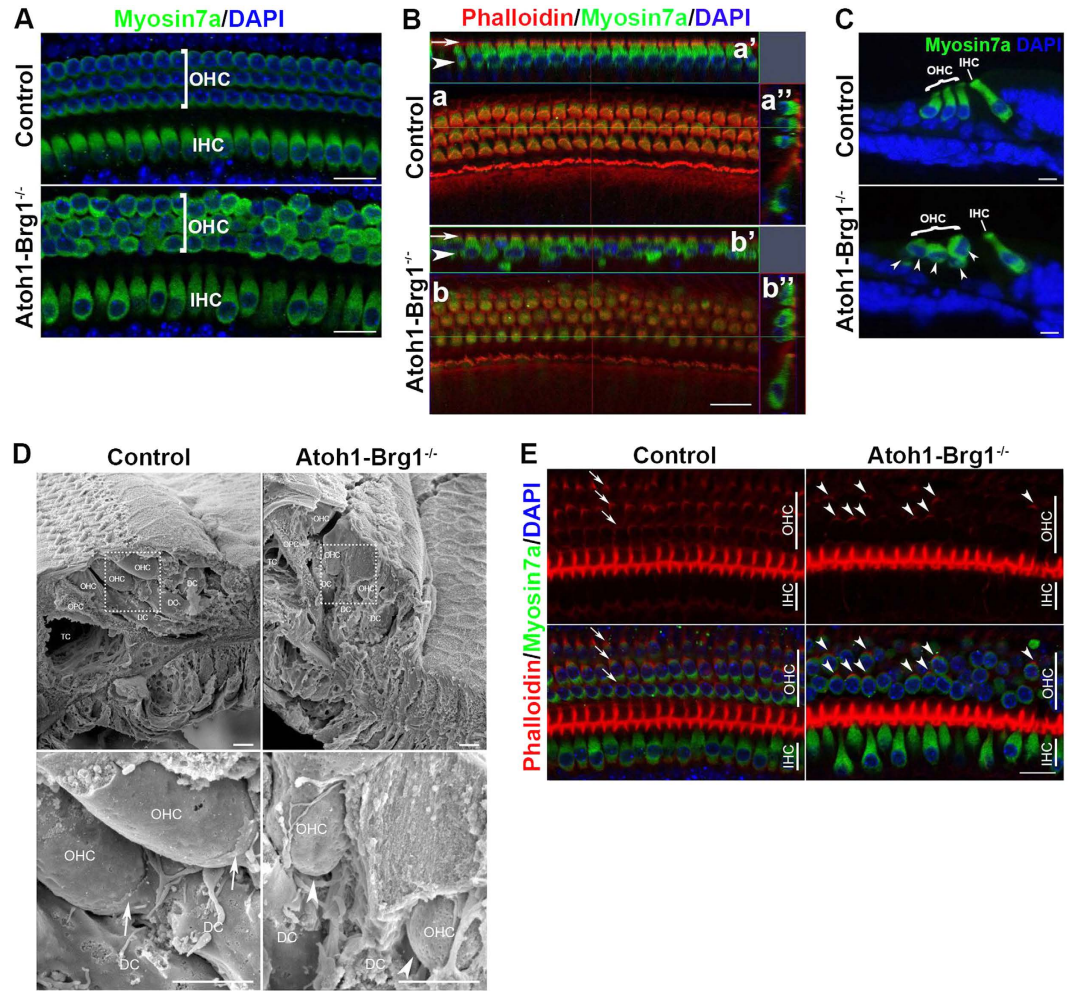 A
Myosin7a/DAPI
Control
OHC
IHC
Atoh1-Brg1-/-
OHC
IHC
B
Phalloidin/Myosin7a/DAPI
Control
a'
a
a''
Atoh1-Brg1-/-
b'
b
b''
C
Control
Myosin7a DAPI
OHC
IHC
Atoh1-Brg1-/-
OHC
IHC
D
Control
Atoh1-Brg1-/-
OHC
OHC
OHC
OPC
DC
DC
DC
TC
OHC
OPC
OHC
TC
DC
OHC
DC
DC
OHC
OHC
DC
DC
OHC
DC
OHC
DC
E
Control
Atoh1-Brg1-/-
Phalloidin/Myosin7a/DAPI
OHC
IHC
OHC
IHC
OHC
IHC
OHC
IHC